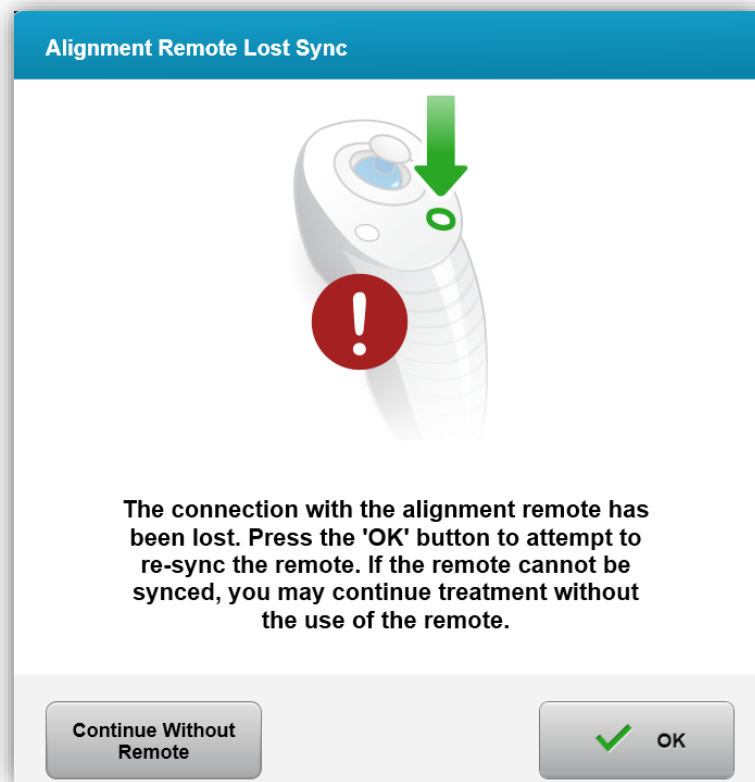 Alignment Remote Lost Sync
The connection with the alignment remote has
been lost. Press the 'OK' button to attempt to
re-sync the remote. If the remote cannot be
synced, you may continue treatment without
the use of the remote.
Continue Without
Remote
OK